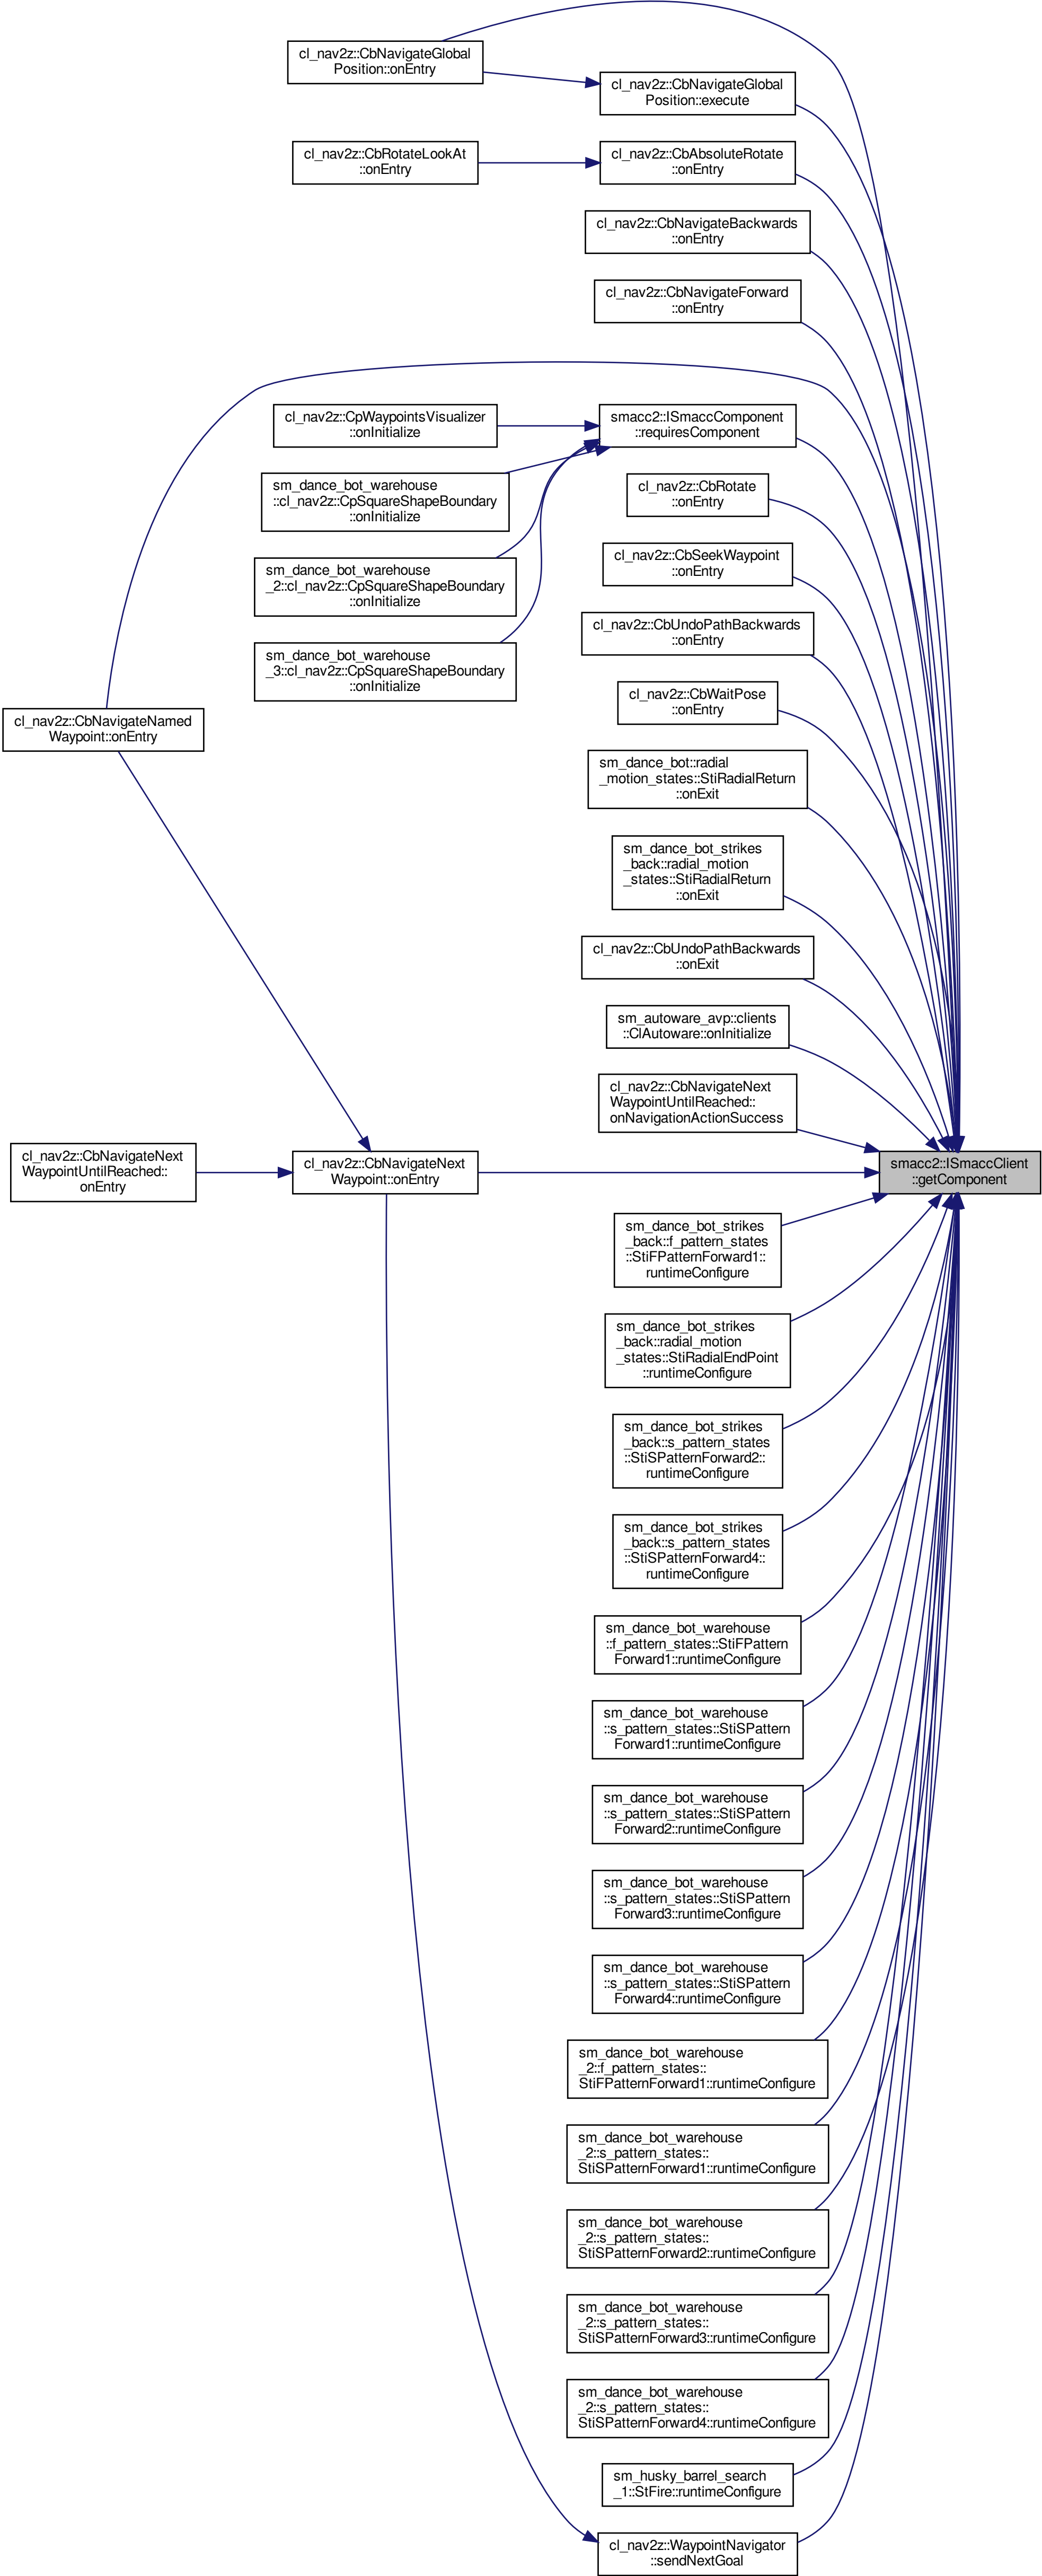 cl_nav2z::CbNavigateGlobal
Position::onEntry
cl_nav2z::CbNavigateGlobal
Position::execute
cl_nav2z::CbRotateLookAt
::onEntry
cl_nav2z::CbAbsoluteRotate
::onEntry
cl_nav2z::CbNavigateBackwards
::onEntry
cl_nav2z::CbNavigateForward
::onEntry
cl_nav2z::CpWaypointsVisualizer
::onInitialize
smacc2::ISmaccComponent
::requiresComponent
sm_dance_bot_warehouse
::cl_nav2z::CpSquareShapeBoundary
::onInitialize
cl_nav2z::CbRotate
::onEntry
sm_dance_bot_warehouse
_2::cl_nav2z::CpSquareShapeBoundary
::onInitialize
cl_nav2z::CbSeekWaypoint
::onEntry
cl_nav2z::CbUndoPathBackwards
::onEntry
sm_dance_bot_warehouse
_3::cl_nav2z::CpSquareShapeBoundary
::onInitialize
cl_nav2z::CbWaitPose
::onEntry
cl_nav2z::CbNavigateNamed
Waypoint::onEntry
sm_dance_bot::radial
_motion_states::StiRadialReturn
::onExit
sm_dance_bot_strikes
_back::radial_motion
_states::StiRadialReturn
::onExit
cl_nav2z::CbUndoPathBackwards
::onExit
sm_autoware_avp::clients
::ClAutoware::onInitialize
cl_nav2z::CbNavigateNext
WaypointUntilReached::
onNavigationActionSuccess
cl_nav2z::CbNavigateNext
WaypointUntilReached::
onEntry
cl_nav2z::CbNavigateNext
Waypoint::onEntry
smacc2::ISmaccClient
::getComponent
sm_dance_bot_strikes
_back::f_pattern_states
::StiFPatternForward1::
runtimeConfigure
sm_dance_bot_strikes
_back::radial_motion
_states::StiRadialEndPoint
::runtimeConfigure
sm_dance_bot_strikes
_back::s_pattern_states
::StiSPatternForward2::
runtimeConfigure
sm_dance_bot_strikes
_back::s_pattern_states
::StiSPatternForward4::
runtimeConfigure
sm_dance_bot_warehouse
::f_pattern_states::StiFPattern
Forward1::runtimeConfigure
sm_dance_bot_warehouse
::s_pattern_states::StiSPattern
Forward1::runtimeConfigure
sm_dance_bot_warehouse
::s_pattern_states::StiSPattern
Forward2::runtimeConfigure
sm_dance_bot_warehouse
::s_pattern_states::StiSPattern
Forward3::runtimeConfigure
sm_dance_bot_warehouse
::s_pattern_states::StiSPattern
Forward4::runtimeConfigure
sm_dance_bot_warehouse
_2::f_pattern_states::
StiFPatternForward1::runtimeConfigure
sm_dance_bot_warehouse
_2::s_pattern_states::
StiSPatternForward1::runtimeConfigure
sm_dance_bot_warehouse
_2::s_pattern_states::
StiSPatternForward2::runtimeConfigure
sm_dance_bot_warehouse
_2::s_pattern_states::
StiSPatternForward3::runtimeConfigure
sm_dance_bot_warehouse
_2::s_pattern_states::
StiSPatternForward4::runtimeConfigure
sm_husky_barrel_search
_1::StFire::runtimeConfigure
cl_nav2z::WaypointNavigator
::sendNextGoal